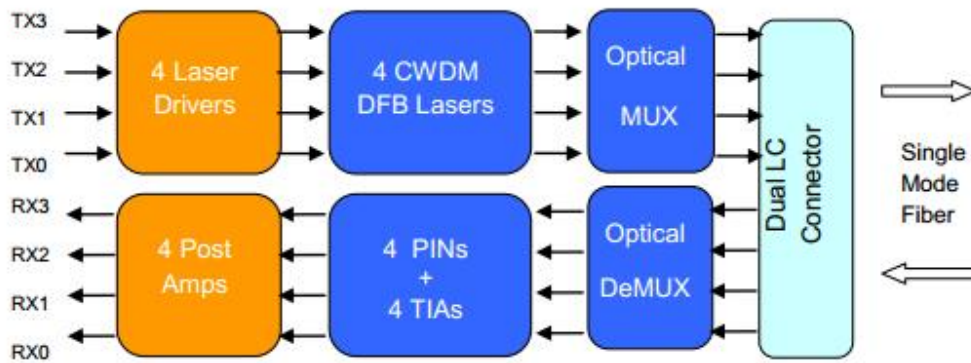 TX3
TX2
TX1
TX0
4 Laser
Drivers
4 CWDM
DFB Lasers
Optical
MUX
Dual LC
Connector
Single
Mode
Fiber
RX3
RX2
RX1
RX0
4 Post
Amps
4 PINs
+
4 TIAs
Optical
DeMUX